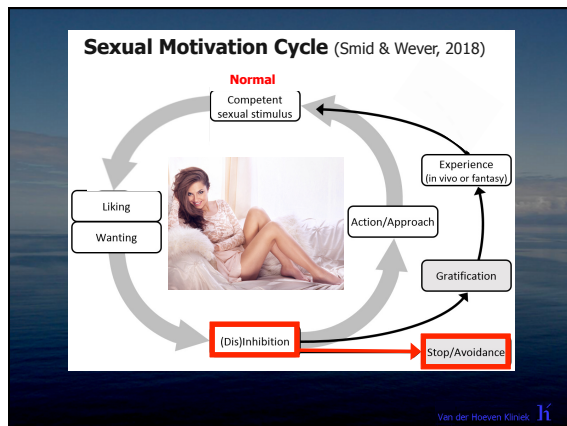 Sexual Motivation Cycle (Smid & Wever, 2018)
Normal
Competent
sexual stimulus
Experience
(in vivo or fantasy)
Liking
Wanting
Action/Approach
Gratification
(Dis)Inhibition
Stop/Avoidance
Van der Hoeven Kliniek